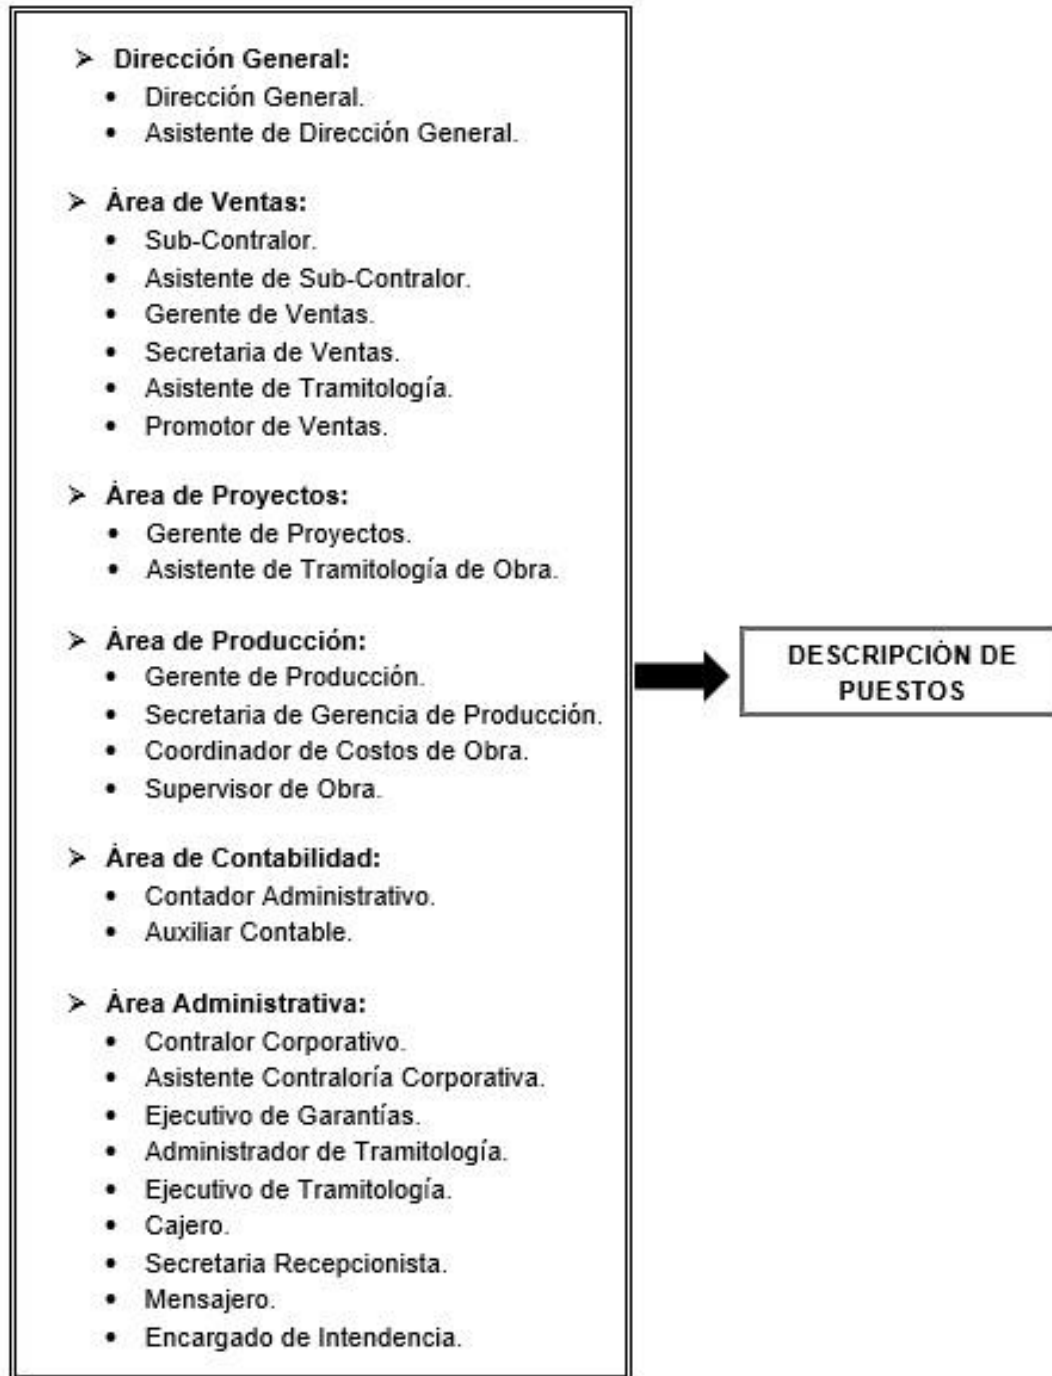 ➢ Dirección General:
• Dirección General.
• Asistente de Dirección General.
➢ Área de Ventas:
• Sub-Contralor.
• Asistente de Sub-Contralor.
• Gerente de Ventas.
• Secretaria de Ventas.
• Asistente de Tramitología.
• Promotor de Ventas.
➢ Área de Proyectos:
• Gerente de Proyectos.
• Asistente de Tramitología de Obra.
➢ Área de Producción:
• Gerente de Producción.
• Secretaria de Gerencia de Producción.
• Coordinador de Costos de Obra.
• Supervisor de Obra.
➢ Área de Contabilidad:
• Contador Administrativo.
• Auxiliar Contable.
➢ Área Administrativa:
• Contralor Corporativo.
• Asistente Contraloría Corporativa.
• Ejecutivo de Garantías.
• Administrador de Tramitología.
• Ejecutivo de Tramitología.
• Cajero.
• Secretaria Recepcionista.
• Mensajero.
• Encargado de Intendencia.
DESCRIPCIÓN DE
PUESTOS